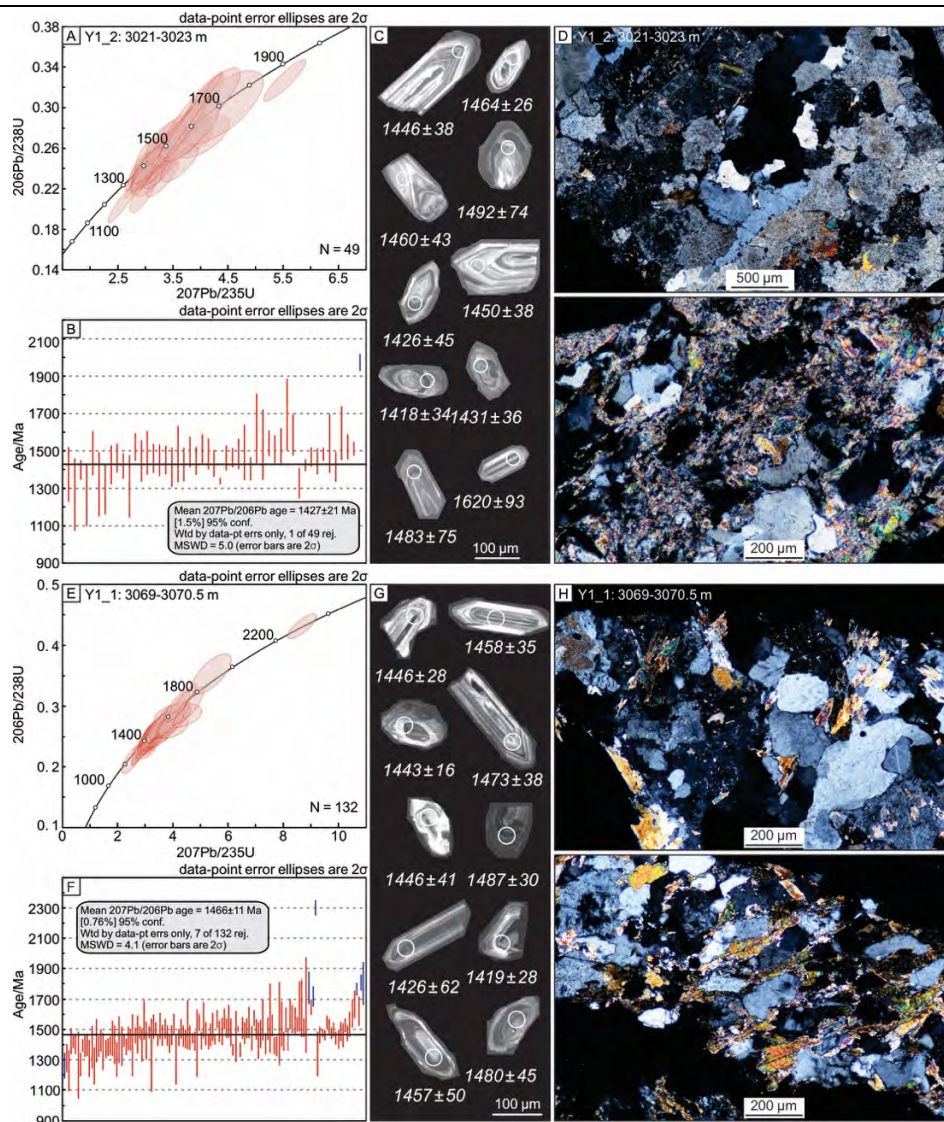 data-point error ellipses are 2σ
A Y1_2: 3021-3023 m
0.38
0.34
0.30
0.26
0.22
0.18
0.14
206Pb/238U
1900
1700
1500
1300
1100
N = 49
2.5 3.5 4.5 5.5 6.5
207Pb/235U
data-point error ellipses are 2σ
B
2100
1900
1700
1500
1300
1100
900
Age/Ma
Mean 207Pb/206Pb age = 1427±21 Ma
[1.5%] 95% conf.
Wtd by data-pt errs only, 1 of 49 rej.
MSWD = 5.0 (error bars are 2σ)
C
1446±38
1464±26
1492±74
1460±43
1450±38
1426±45
1418±34
1431±36
1620±93
1483±75
100 µm
D Y1_2: 3021-3023 m
500 µm
200 µm
data-point error ellipses are 2σ
E Y1_1: 3069-3070.5 m
0.5
0.4
0.3
0.2
0.1
206Pb/238U
2200
1800
1400
1000
N = 132
0 2 4 6 8 10
207Pb/235U
data-point error ellipses are 2σ
F
2300
2100
1900
1700
1500
1300
1100
900
Age/Ma
Mean 207Pb/206Pb age = 1466±11 Ma
[0.76%] 95% conf.
Wtd by data-pt errs only, 7 of 132 rej.
MSWD = 4.1 (error bars are 2σ)
G
1446±28
1458±35
1443±16
1473±38
1446±41
1487±30
1426±62
1419±28
1457±50
1480±45
100 µm
H Y1_1: 3069-3070.5 m
200 µm
200 µm